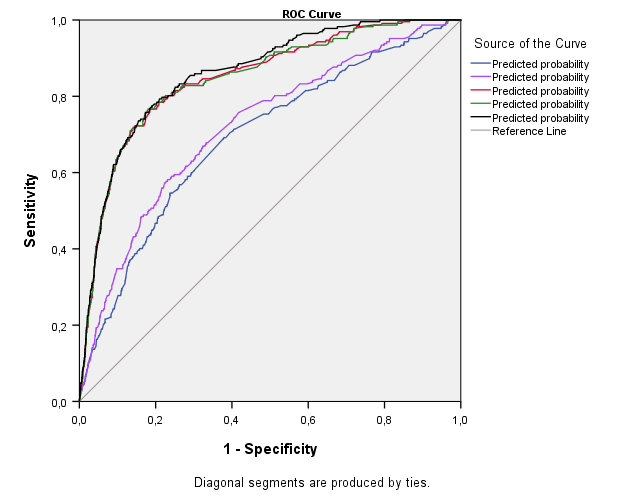 ROC Curve
Sensitivity
1,0
0,8
0,6
0,4
0,2
0,0
0,0 0,2 0,4 0,6 0,8 1,0
1 - Specificity
Source of the Curve
Predicted probability
Predicted probability
Predicted probability
Predicted probability
Predicted probability
Reference Line
Diagonal segments are produced by ties.